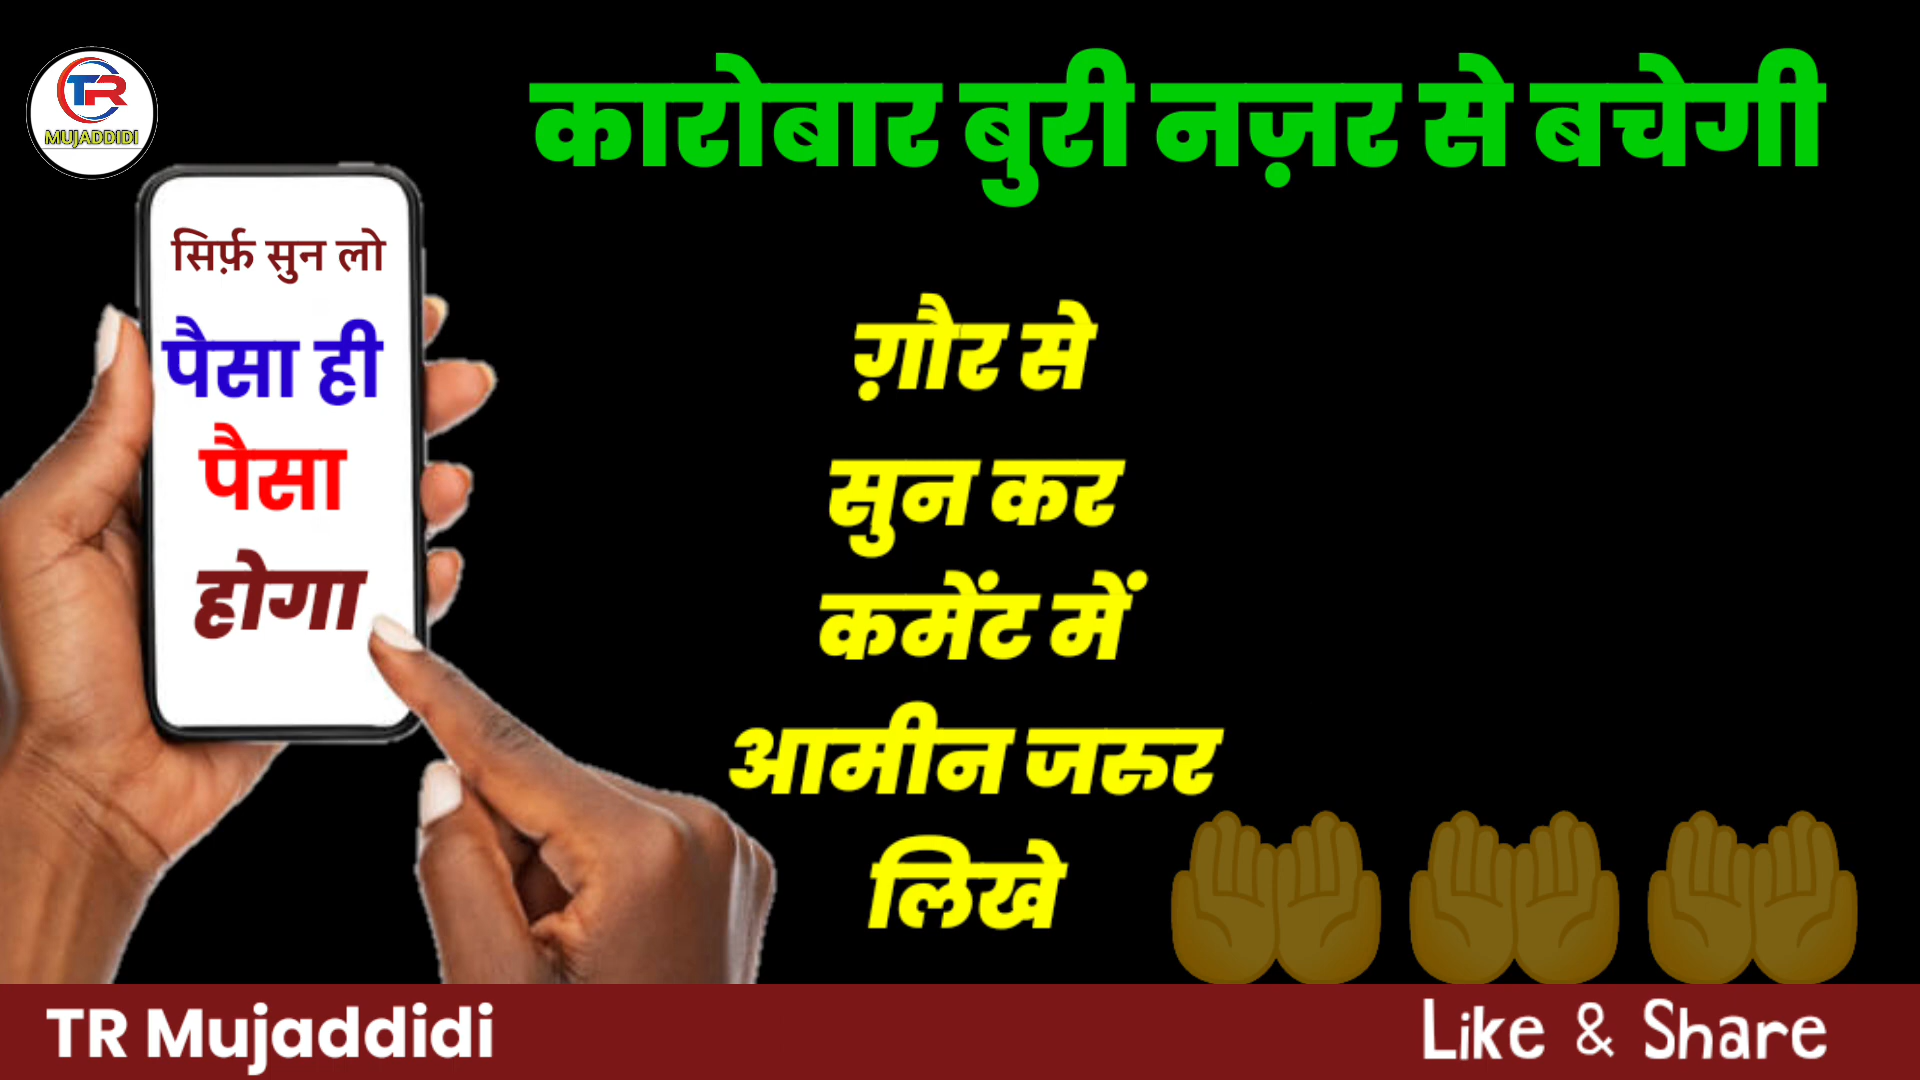 TR
MUJADDIDI
कारोबार बुरी नज़र से बचेगी
सिर्फ़ सुन लो
पैसा ही
पैसा
होगा
ग़ौर से
सुन कर
कमेंट में
आमीन जरुर
लिखे
TR Mujaddidi
Like & Share